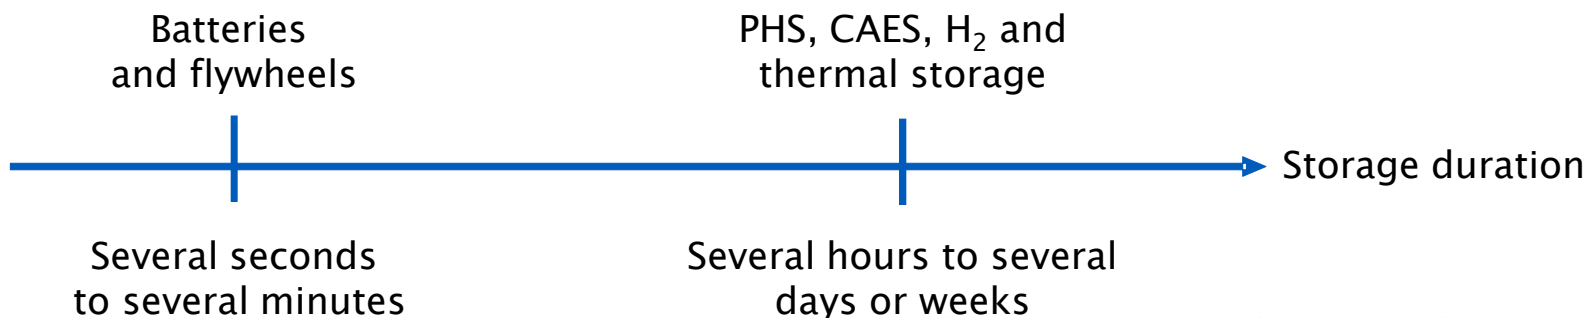 Batteries
and flywheels
PHS, CAES, H₂ and
thermal storage
Storage duration
Several seconds
to several minutes
Several hours to several
days or weeks